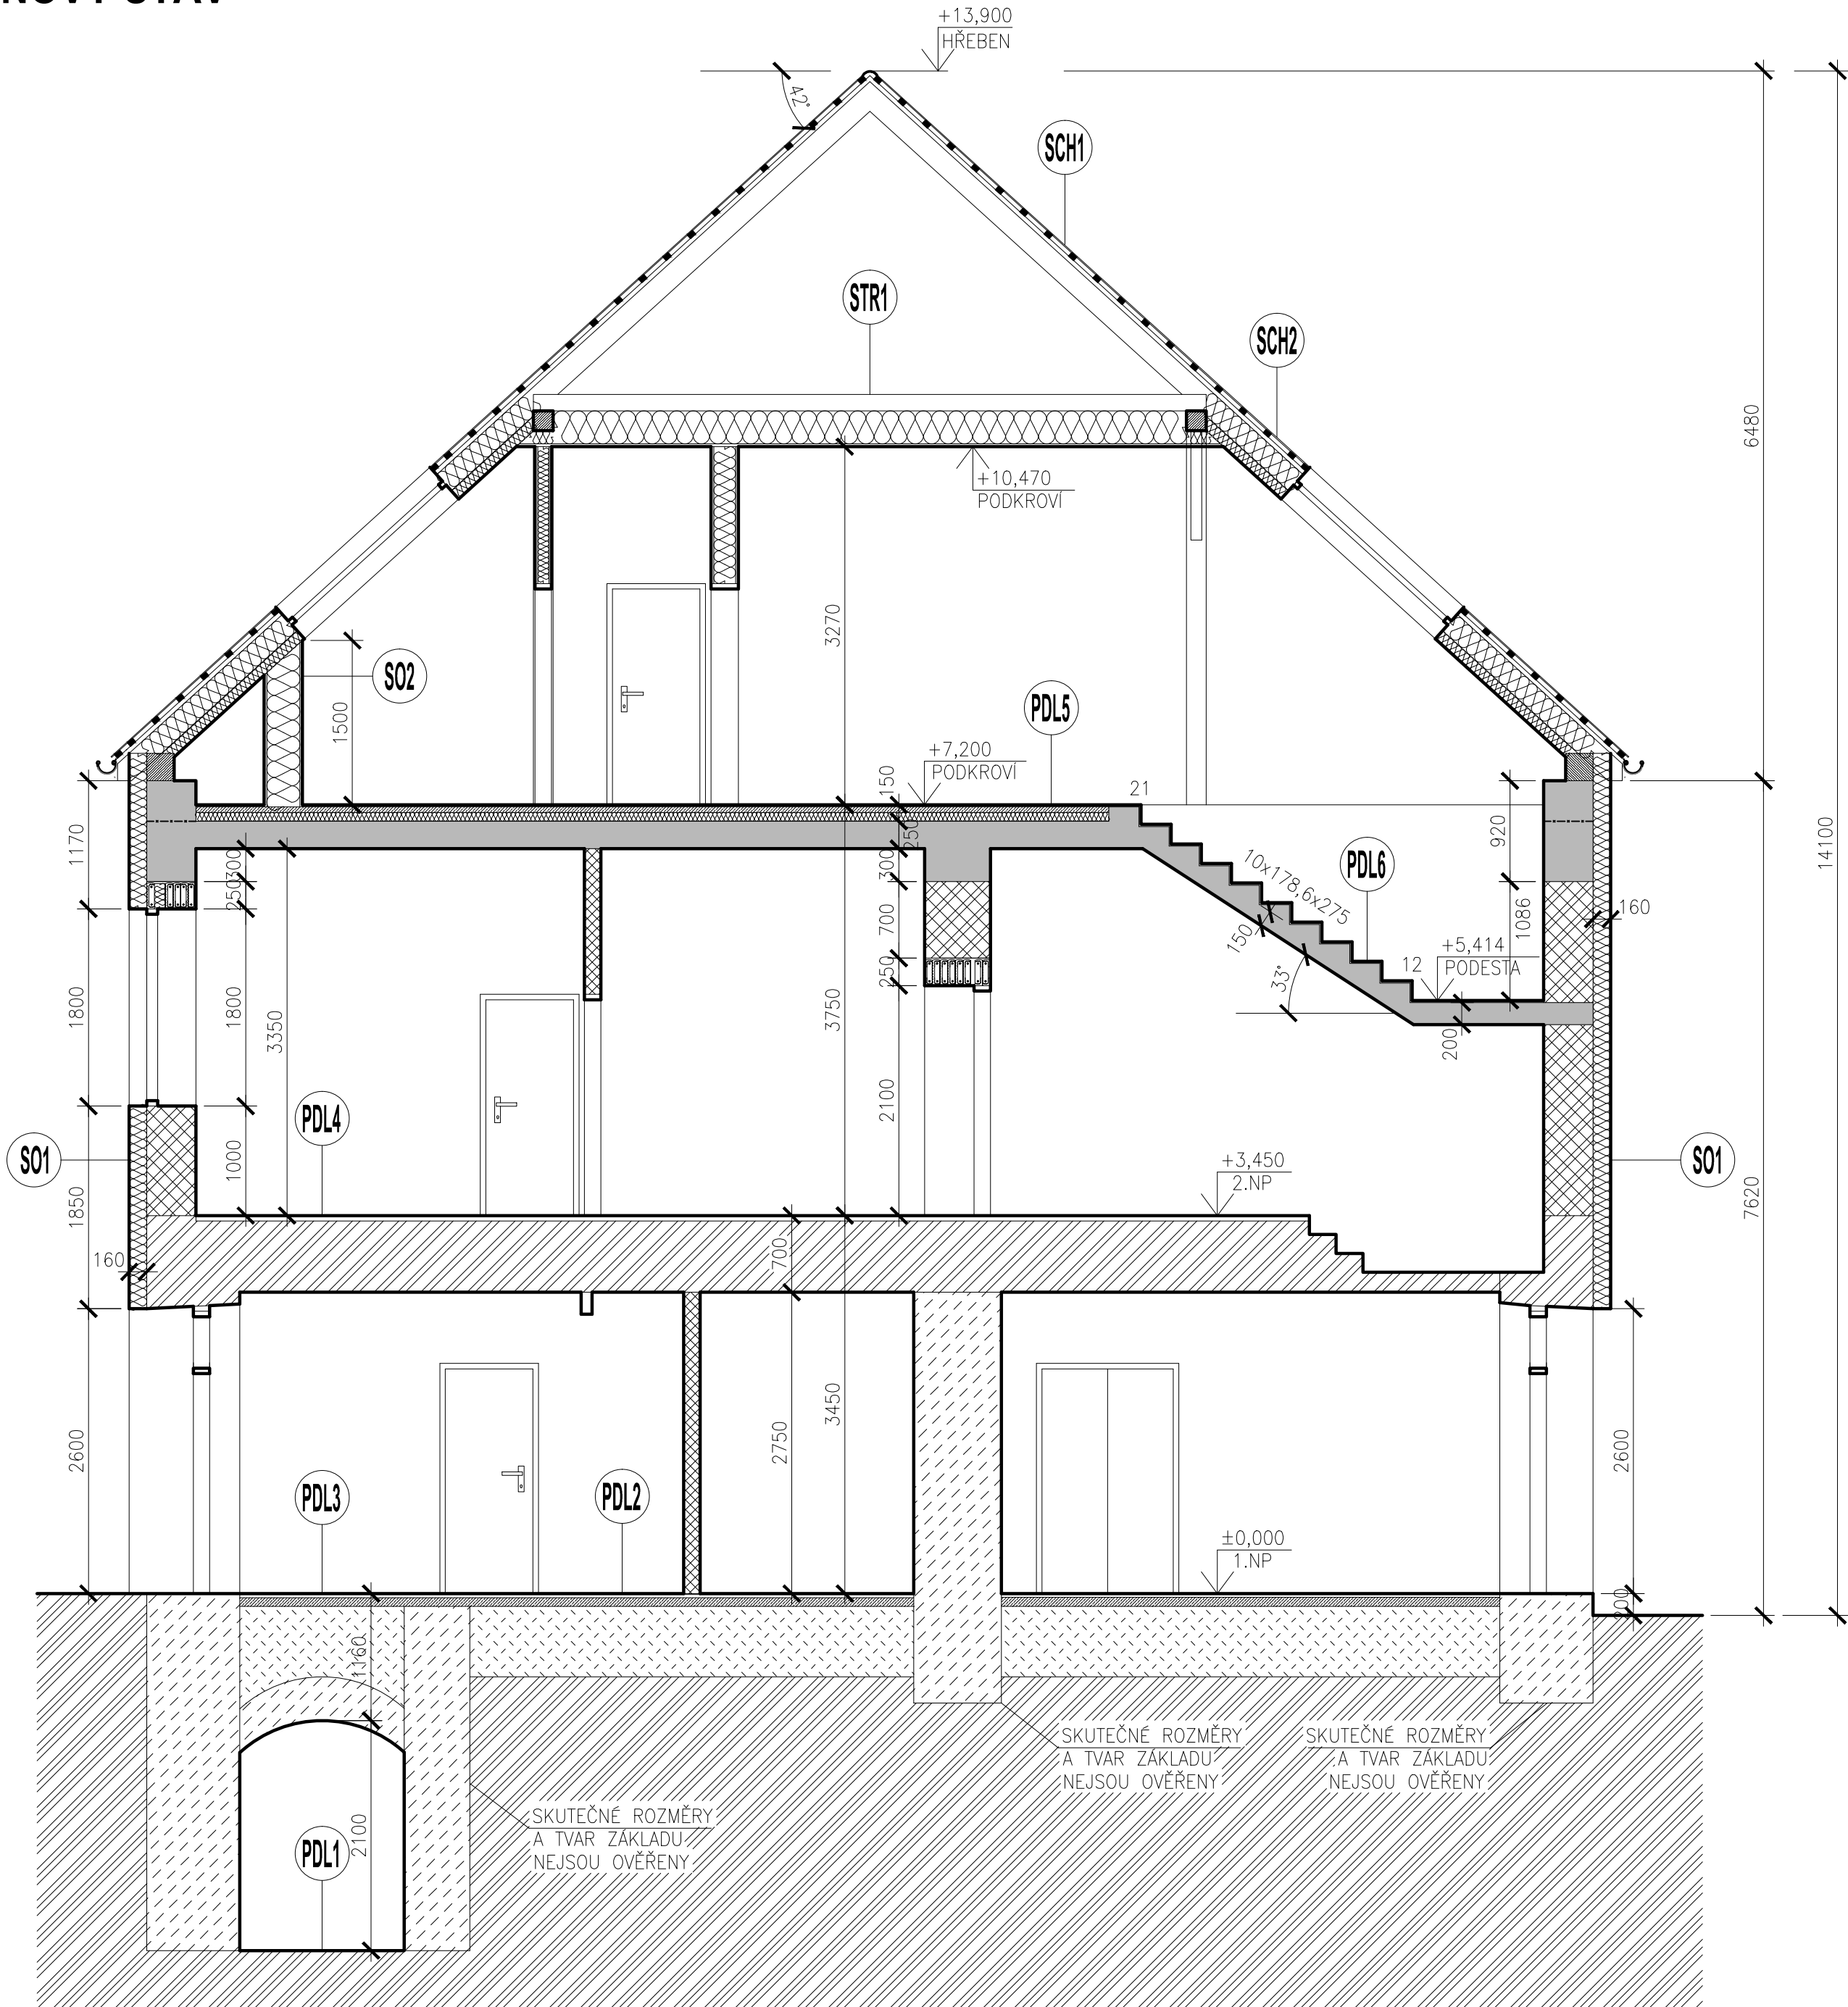 +13,900
HŘEBEN
42°
SCH1
STR1
SCH2
6480
14100
+10,470
PODKROVÍ
3270
SO2
1500
PDL5
+7,200
PODKROVÍ
150
21
1170
300
250
250
300
920
10x178,6x275
PDL6
700
1086
160
150
+5,414
12
PODESTA
33°
250
1800
1800
3350
3750
200
2100
PDL4
1000
SO1
SO1
+3,450
2.NP
1850
7620
160
700
2600
2750
3450
2600
PDL3
PDL2
±0,000
1.NP
200
1160
SKUTEČNÉ ROZMĚRY
A TVAR ZÁKLADU
NEJSOU OVĚŘENY
SKUTEČNÉ ROZMĚRY
A TVAR ZÁKLADU
NEJSOU OVĚŘENY
SKUTEČNÉ ROZMĚRY
A TVAR ZÁKLADU
NEJSOU OVĚŘENY
2100
PDL1